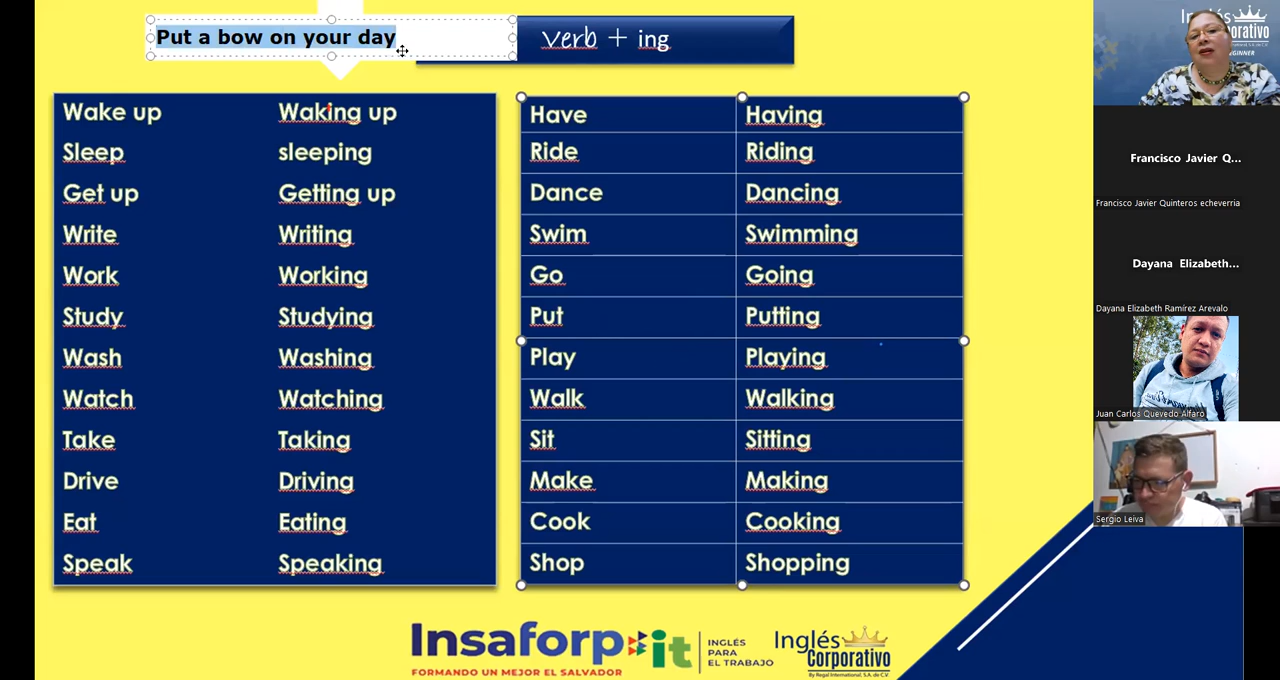 Put a bow on your day
verb + ing
Wake up Waking up
Sleep sleeping
Get up Getting up
Write Writing
Work Working
Study Studying
Wash Washing
Watch Watching
Take Taking
Drive Driving
Eat Eating
Speak Speaking
Have Having
Ride Riding
Dance Dancing
Swim Swimming
Go Going
Put Putting
Play Playing
Walk Walking
Sit Sitting
Make Making
Cook Cooking
Shop Shopping
Insaforp it
FORMANDO UN MEJOR EL SALVADOR
INGLÉS
PARA
EL TRABAJO
Inglés
Corporativo
By Regal International, S.A. de C.V.
Francisco Javier Q...
Francisco Javier Quinteros echeverria
Dayana Elizabeth...
Dayana Elizabeth Ramírez Arevalo
Juan Carlos Quevedo Alfaro
Sergio Leiva